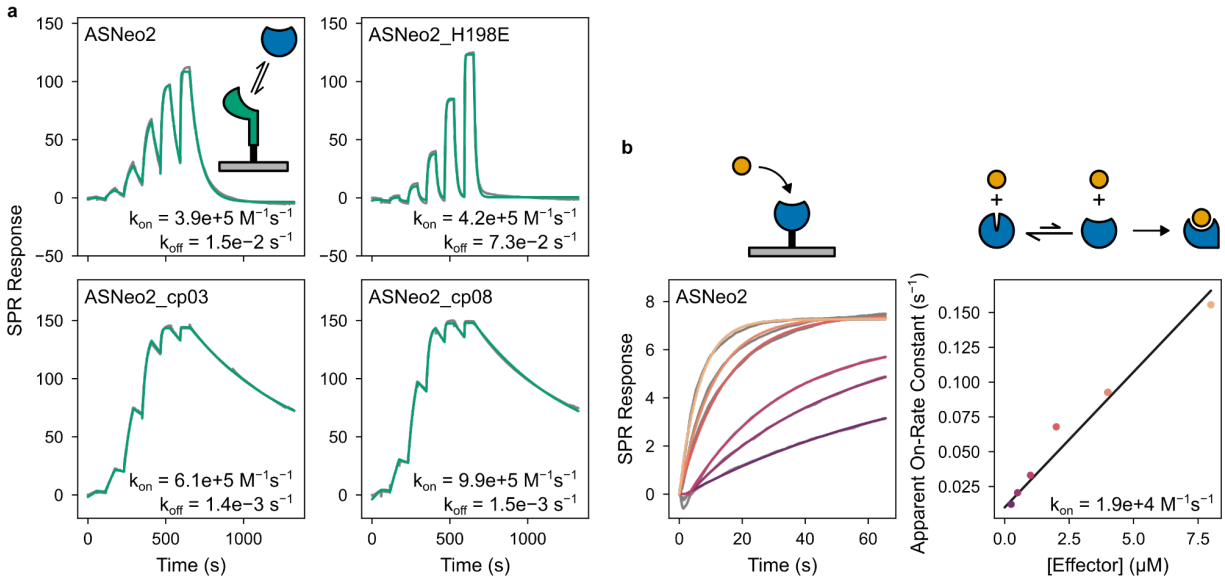 a
ASNeo2
ASNeo2_H198E
150
100
50
0
−50
k_on = 3.9e+5 M⁻¹s⁻¹
k_off = 1.5e−2 s⁻¹
150
100
50
0
−50
k_on = 4.2e+5 M⁻¹s⁻¹
k_off = 7.3e−2 s⁻¹
SPR Response
ASNeo2_cp03
ASNeo2_cp08
150
100
50
0
k_on = 6.1e+5 M⁻¹s⁻¹
k_off = 1.4e−3 s⁻¹
0
500
1000
Time (s)
150
100
50
0
k_on = 9.9e+5 M⁻¹s⁻¹
k_off = 1.5e−3 s⁻¹
0
500
1000
Time (s)
b
+
+
ASNeo2
8
6
4
2
0
SPR Response
0
20
40
60
Time (s)
Apparent On-Rate Constant (s⁻¹)
0.150
0.125
0.100
0.075
0.050
0.025
k_on = 1.9e+4 M⁻¹s⁻¹
0.0
2.5
5.0
7.5
[Effector] (μM)